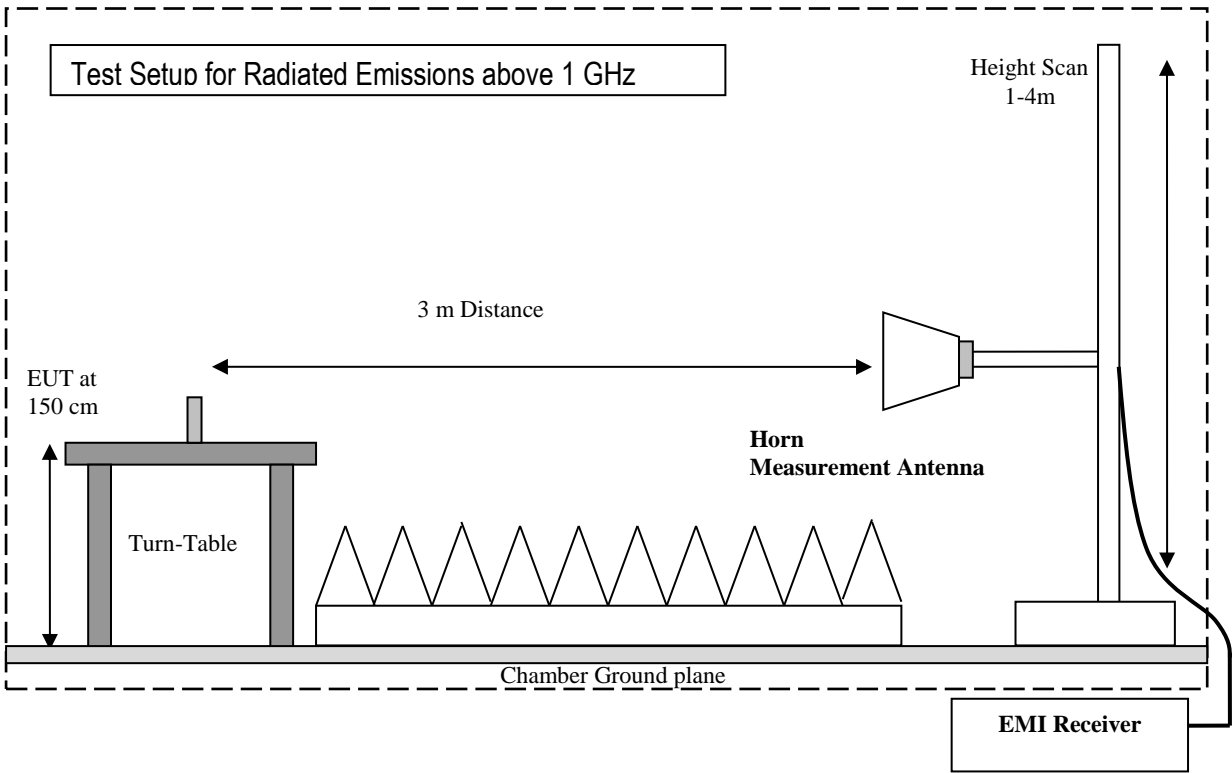 Test Setup for Radiated Emissions above 1 GHz
Height Scan
1-4m
3 m Distance
EUT at
150 cm
Horn
Measurement Antenna
Turn-Table
Chamber Ground plane
EMI Receiver